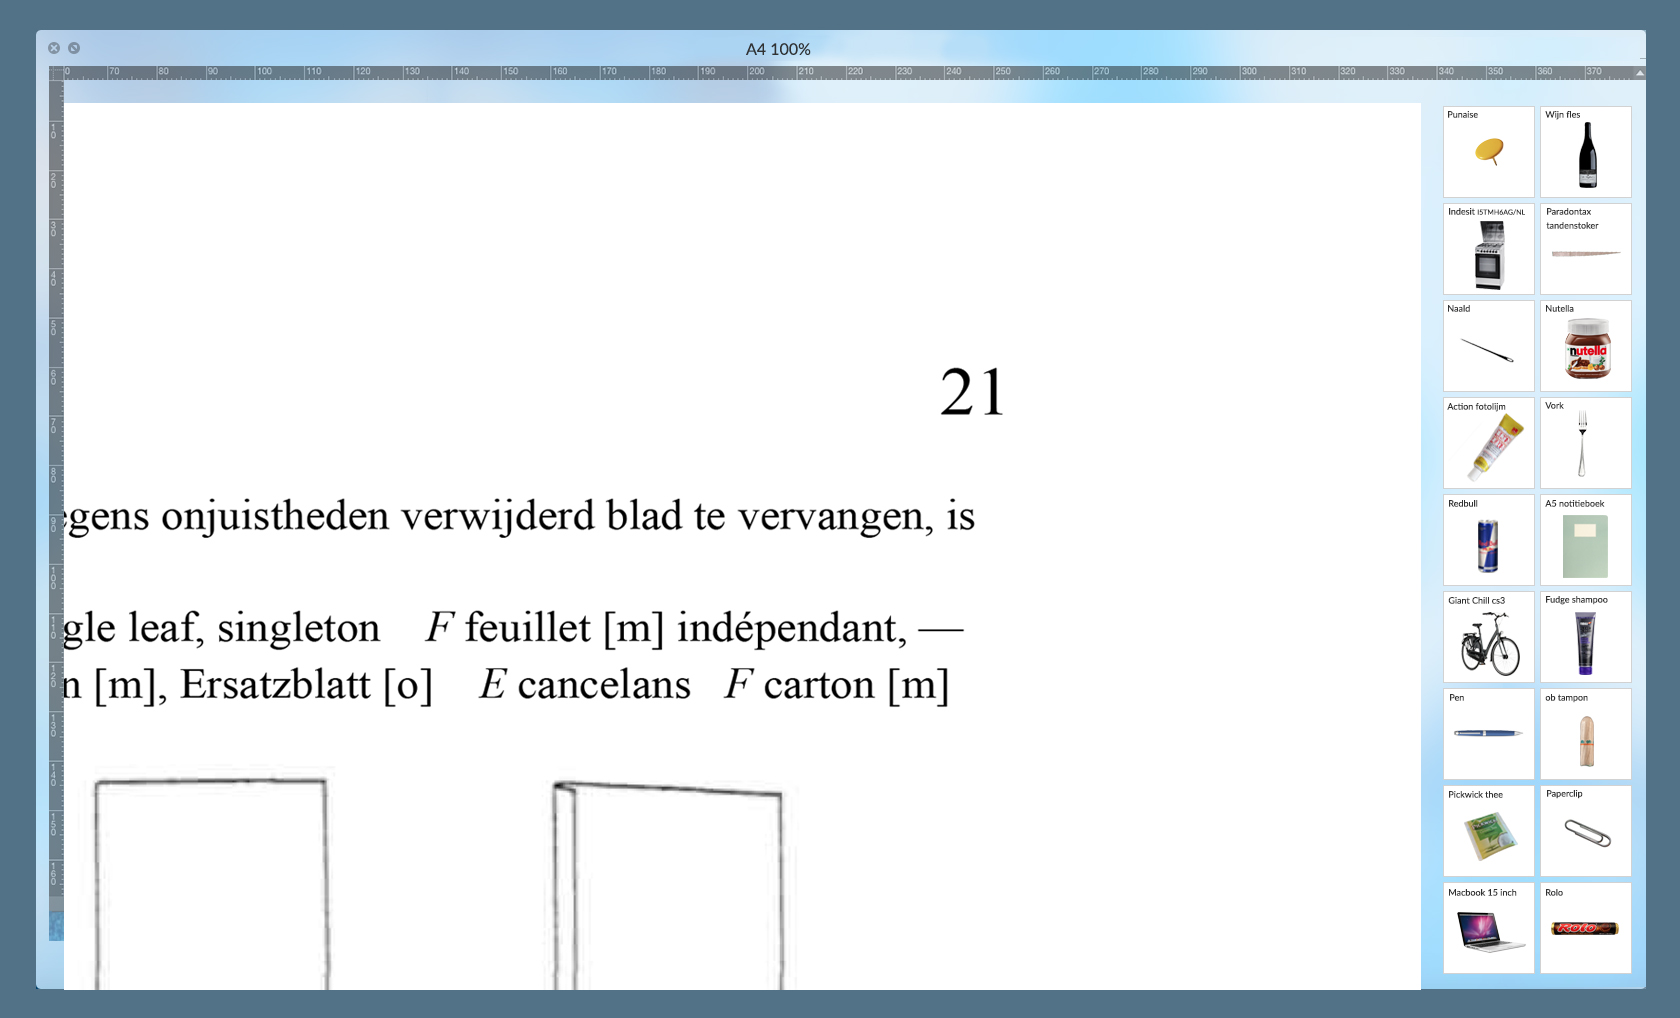 A4 100%
0 70 80 90 100 110 120 130 140 150 160 170 180 190 200 210 220 230 240 250 260 270 280 290 300 310 320 330 340 350 360 370
10
20
30
40
50
60
70
80
90
100
110
120
130
140
150
160
21
egens onjuistheden verwijderd blad te vervangen, is
gle leaf, singleton F feuillet [m] indépendant, —
n [m], Ersatzblatt [o] E cancelans F carton [m]
Punaise
Wijn fles
Indesit I5TMH6AG/NL
Paradontax
tandenstoker
Naald
Nutella
nutella
Action fotolijm
Vork
Redbull
A5 notitieboek
Giant Chill cs3
Fudge shampoo
Pen
ob tampon
Pickwick thee
Paperclip
Macbook 15 inch
Rolo
Rolo